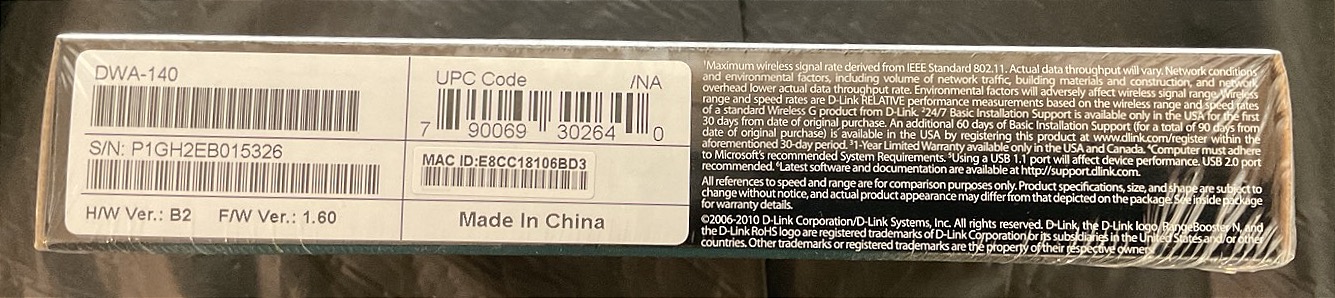 DWA-140
S/N: P1GH2EB015326
H/W Ver.: B2 F/W Ver.: 1.60
UPC Code /NA
7 90069 30264 0
MAC ID:E8CC18106BD3
Made In China
¹Maximum wireless signal rate derived from IEEE Standard 802.11. Actual data throughput will vary. Network conditions
and environmental factors, including volume of network traffic, building materials and construction, and network
overhead lower actual data throughput rate. Environmental factors will adversely affect wireless signal range. Wireless
range and speed rates are D-Link RELATIVE performance measurements based on the wireless range and speed rates
of a standard Wireless G product from D-Link. ²24/7 Basic Installation Support is available only in the USA for the first
30 days from date of original purchase. An additional 60 days of Basic Installation Support (for a total of 90 days from
date of original purchase) is available in the USA by registering this product at www.dlink.com/register within the
aforementioned 30-day period. ³1-Year Limited Warranty available only in the USA and Canada. ⁴Computer must adhere
to Microsoft's recommended System Requirements. ⁵Using a USB 1.1 port will affect device performance. USB 2.0 port
recommended. ⁶Latest software and documentation are available at http://support.dlink.com.
All references to speed and range are for comparison purposes only. Product specifications, size, and shape are subject to
change without notice, and actual product appearance may differ from that depicted on the package. See inside package
for warranty details.
©2006-2010 D-Link Corporation/D-Link Systems, Inc. All rights reserved. D-Link, the D-Link logo, RangeBooster N, and
the D-Link RoHS logo are registered trademarks of D-Link Corporation or its subsidiaries in the United States and/or other
countries. Other trademarks or registered trademarks are the property of their respective owners.